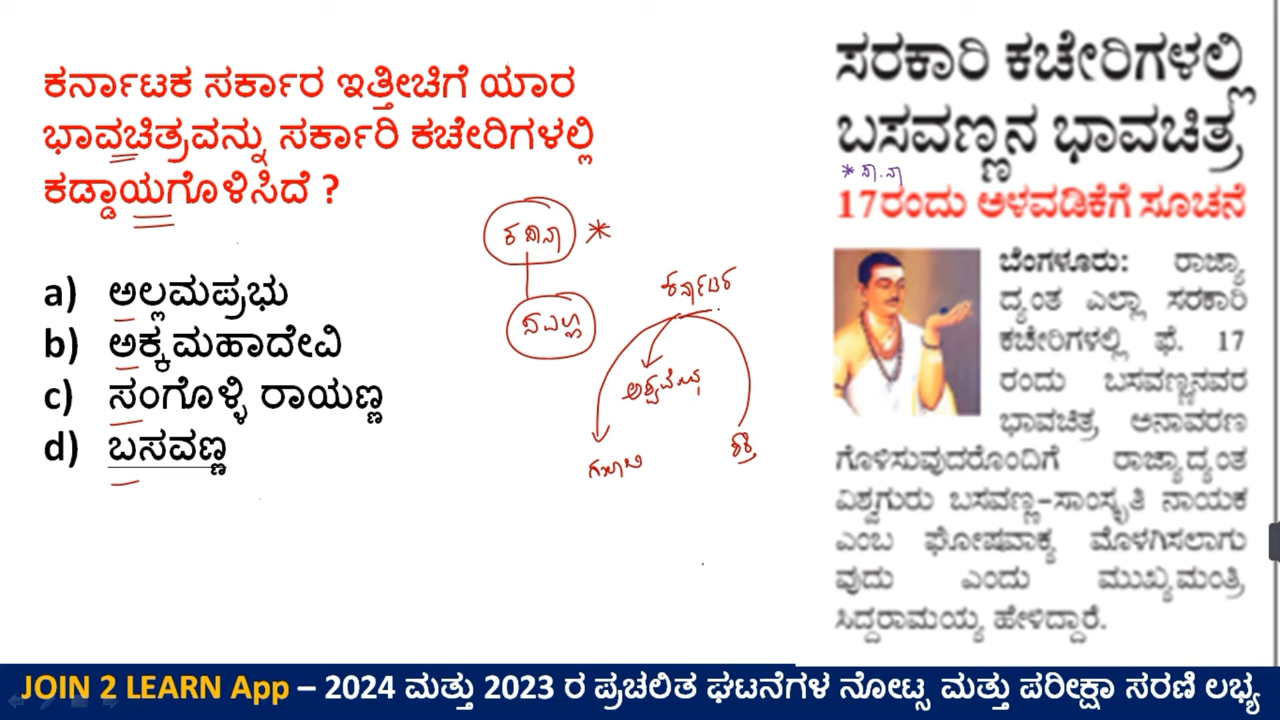 ಕರ್ನಾಟಕ ಸರ್ಕಾರ ಇತ್ತೀಚಿಗೆ ಯಾರ
ಭಾವಚಿತ್ರವನ್ನು ಸರ್ಕಾರಿ ಕಚೇರಿಗಳಲ್ಲಿ
ಕಡ್ಡಾಯಗೊಳಿಸಿದೆ ?
a) ಅಲ್ಲಮಪ್ರಭು
b) ಅಕ್ಕಮಹಾದೇವಿ
c) ಸಂಗೊಳ್ಳಿ ರಾಯಣ್ಣ
d) ಬಸವಣ್ಣ
ಕರ್ನಾಟಕ
ಸರಕಾರಿ ಕಚೇರಿಗಳಲ್ಲಿ
ಬಸವಣ್ಣನ ಭಾವಚಿತ್ರ
* ಸಾ.ನಾ
17ರಂದು ಅಳವಡಿಕೆಗೆ ಸೂಚನೆ
ಬೆಂಗಳೂರು: ರಾಜ್ಯಾ
ದ್ಯಂತ ಎಲ್ಲಾ ಸರಕಾರಿ
ಕಚೇರಿಗಳಲ್ಲಿ ಫೆ. 17
ರಂದು ಬಸವಣ್ಣನವರ
ಭಾವಚಿತ್ರ ಅನಾವರಣ
ಗೊಳಿಸುವುದರೊಂದಿಗೆ ರಾಜ್ಯಾದ್ಯಂತ
ವಿಶ್ವಗುರು ಬಸವಣ್ಣ-ಸಾಂಸ್ಕೃತಿ ನಾಯಕ
ಎಂಬ ಘೋಷವಾಕ್ಯ ಮೊಳಗಿಸಲಾಗು
ವುದು ಎಂದು ಮುಖ್ಯಮಂತ್ರಿ
ಸಿದ್ದರಾಮಯ್ಯ ಹೇಳಿದ್ದಾರೆ.
JOIN 2 LEARN App – 2024 ಮತ್ತು 2023 ರ ಪ್ರಚಲಿತ ಘಟನೆಗಳ ನೋಟ್ಸ ಮತ್ತು ಪರೀಕ್ಷಾ ಸರಣಿ ಲಭ್ಯ